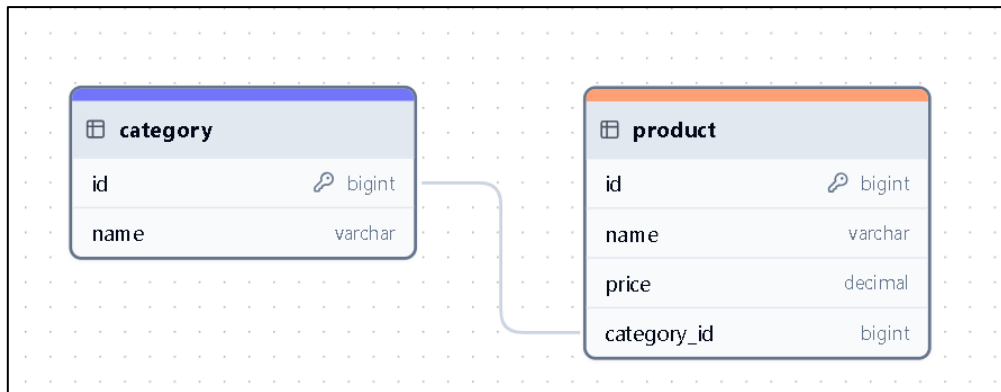 category
id bigint
name varchar
product
id bigint
name varchar
price decimal
category_id bigint